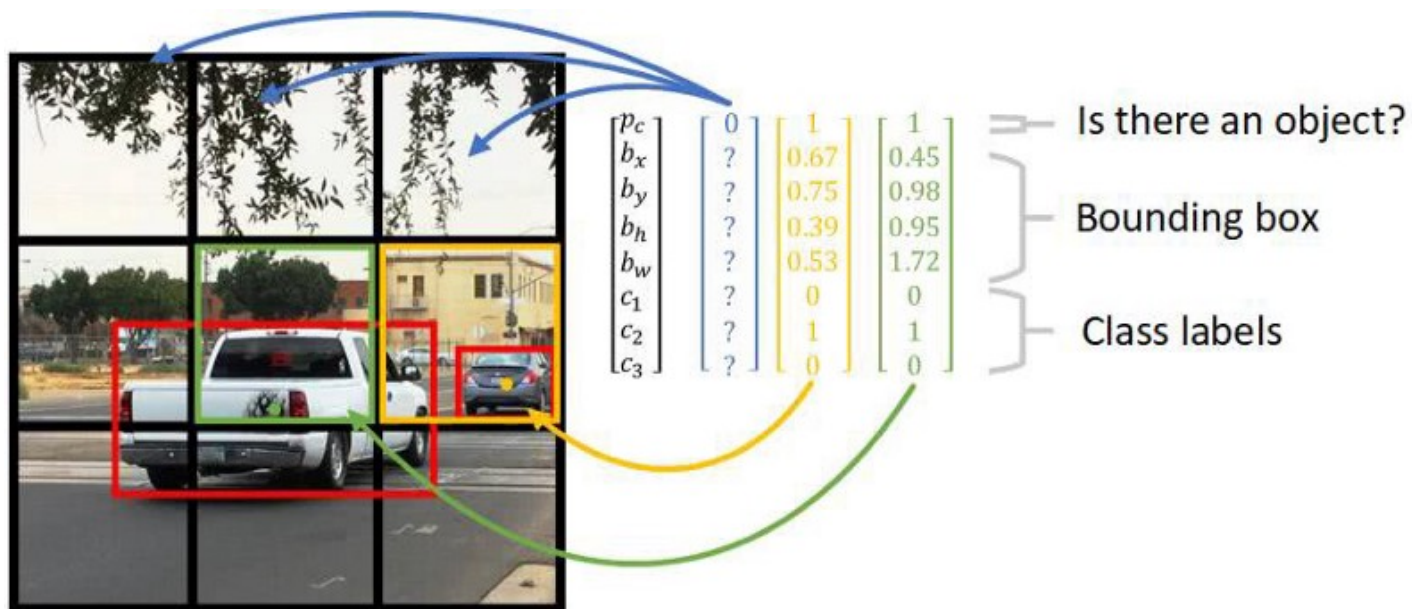 p_c 0 1 1 Is there an object?
b_x ? 0.67 0.45
b_y ? 0.75 0.98
b_h ? 0.39 0.95
b_w ? 0.53 1.72
Bounding box
c_1 ? 0 0
c_2 ? 1 1
c_3 ? 0 0
Class labels